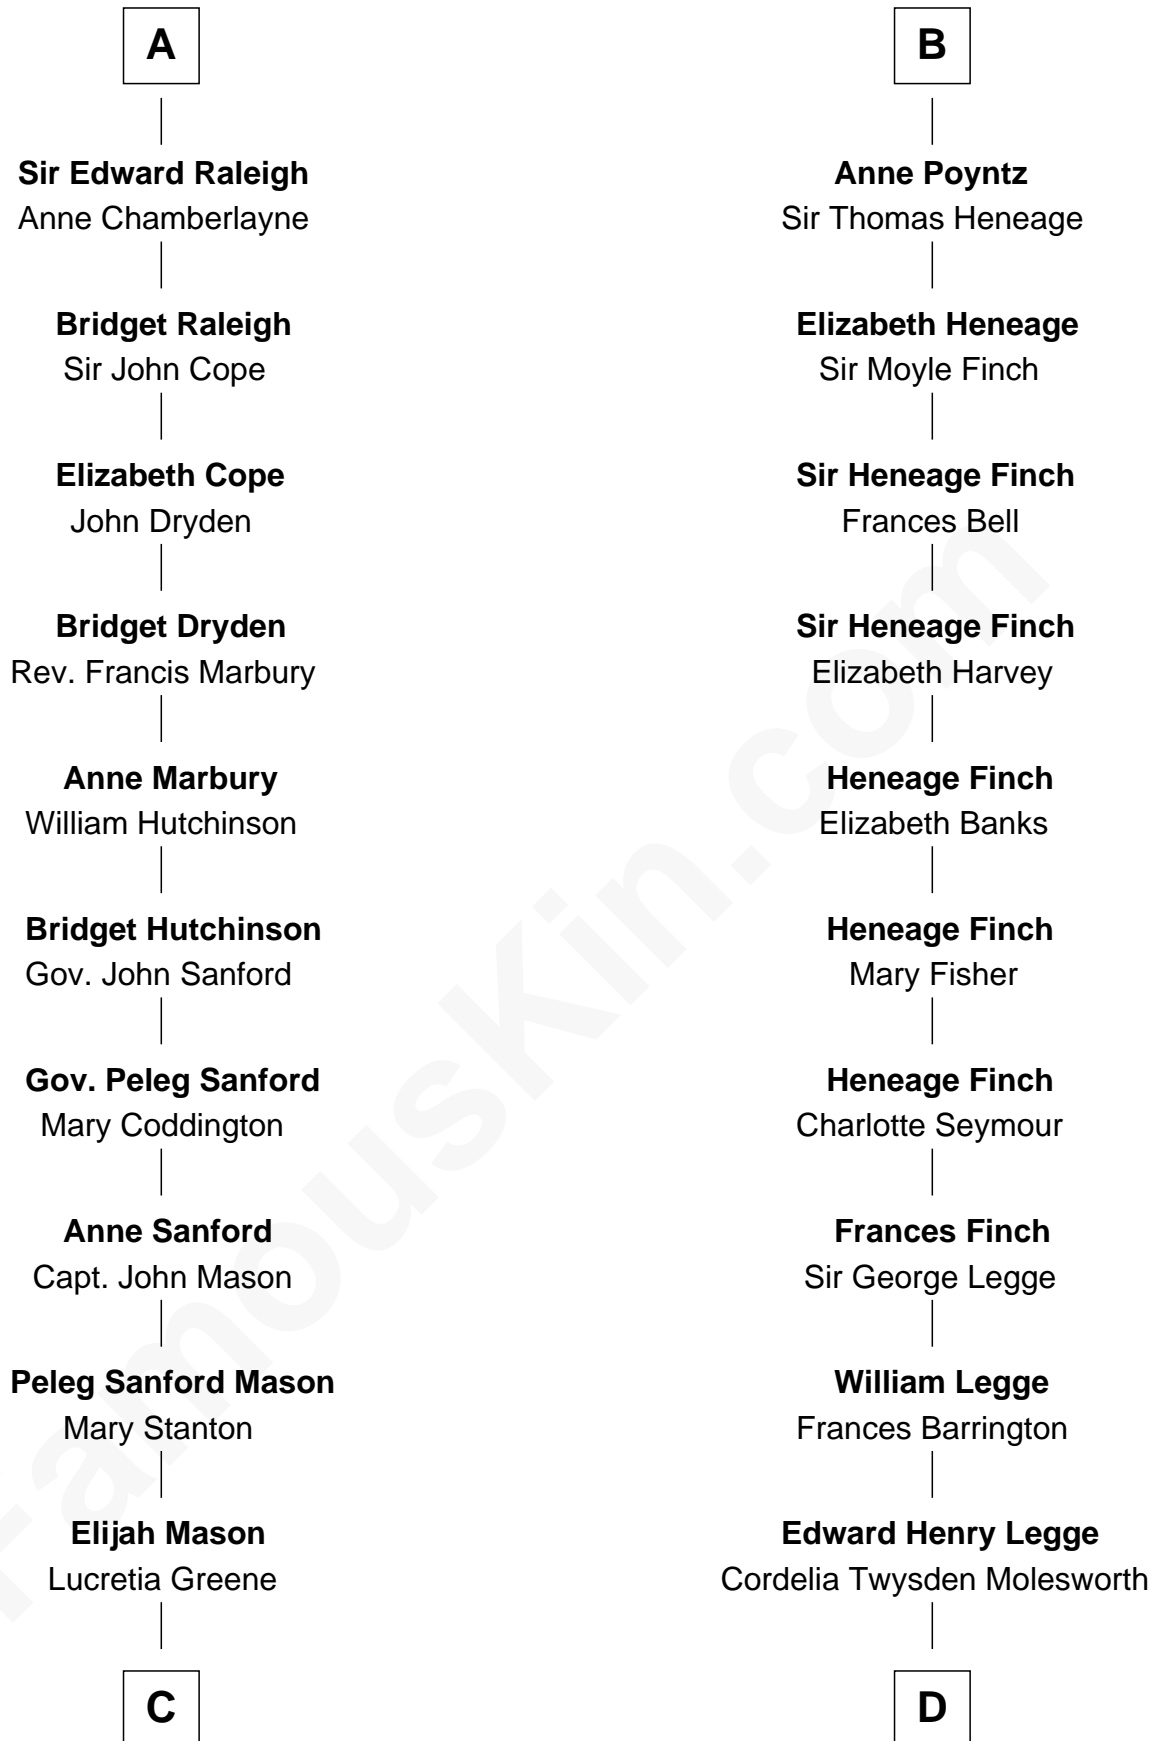 A
Sir Edward Raleigh
Anne Chamberlayne
Bridget Raleigh
Sir John Cope
Elizabeth Cope
John Dryden
Bridget Dryden
Rev. Francis Marbury
Anne Marbury
William Hutchinson
Bridget Hutchinson
Gov. John Sanford
Gov. Peleg Sanford
Mary Coddington
Anne Sanford
Capt. John Mason
Peleg Sanford Mason
Mary Stanton
Elijah Mason
Lucretia Greene
C
B
Anne Poyntz
Sir Thomas Heneage
Elizabeth Heneage
Sir Moyle Finch
Sir Heneage Finch
Frances Bell
Sir Heneage Finch
Elizabeth Harvey
Heneage Finch
Elizabeth Banks
Heneage Finch
Mary Fisher
Heneage Finch
Charlotte Seymour
Frances Finch
Sir George Legge
William Legge
Frances Barrington
Edward Henry Legge
Cordelia Twysden Molesworth
D
FamousKin.com